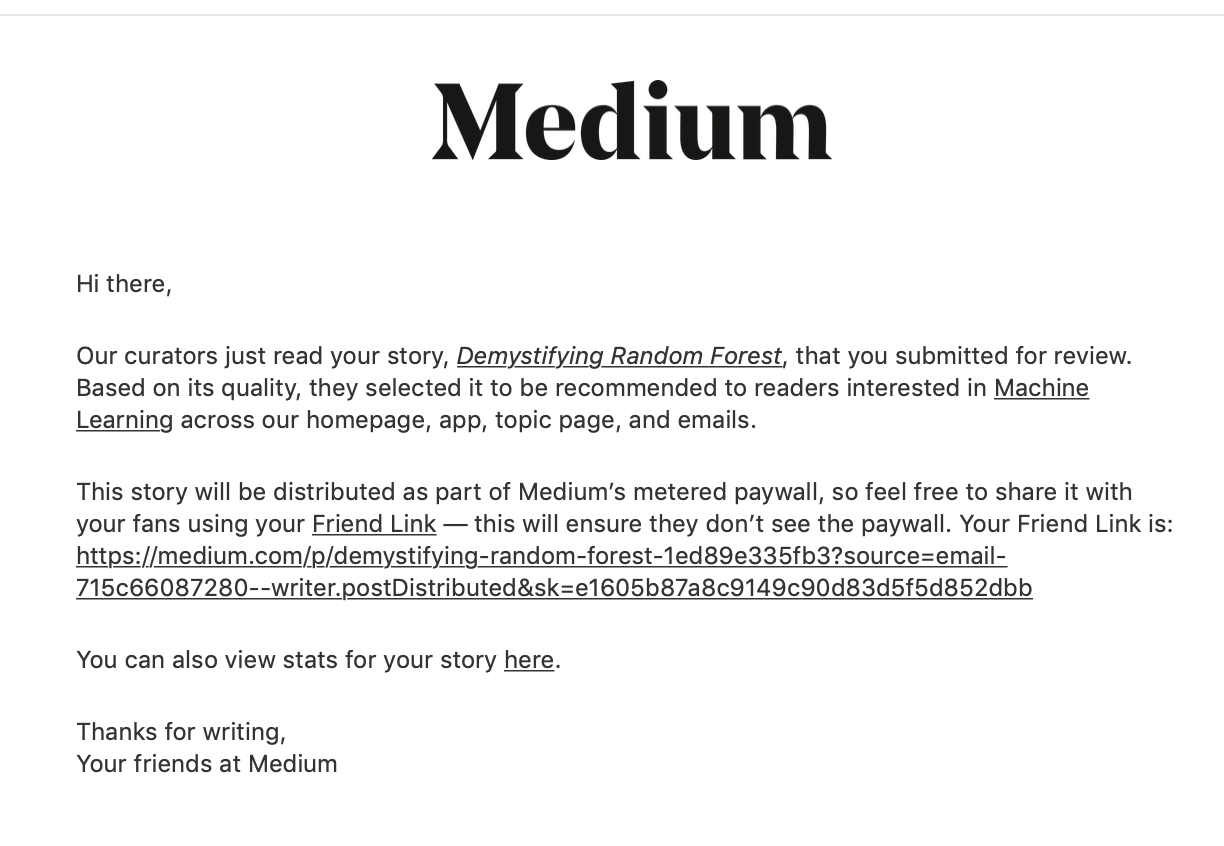 Medium
Hi there,
Our curators just read your story, Demystifying Random Forest, that you submitted for review.
Based on its quality, they selected it to be recommended to readers interested in Machine
Learning across our homepage, app, topic page, and emails.
This story will be distributed as part of Medium’s metered paywall, so feel free to share it with
your fans using your Friend Link — this will ensure they don’t see the paywall. Your Friend Link is:
https://medium.com/p/demystifying-random-forest-1ed89e335fb3?source=email-
715c66087280--writer.postDistributed&sk=e1605b87a8c9149c90d83d5f5d852dbb
You can also view stats for your story here.
Thanks for writing,
Your friends at Medium